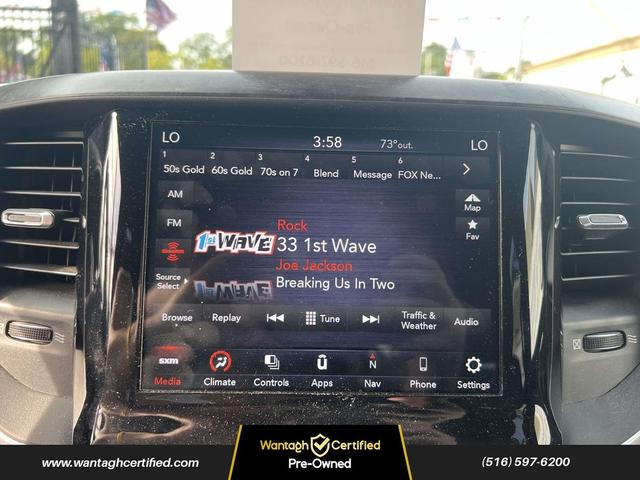 LO
3:58
73°out.
LO
1 2 3 4 5 6
50s Gold 60s Gold 70s on 7 Blend Message FOX Ne...
AM
Map
FM
Fav
Rock
1st WAVE
33 1st Wave
Joe Jackson
Breaking Us In Two
Source
Select
Browse
Replay
Tune
Traffic &
Weather
Audio
sxm
Media
Climate
Controls
Apps
N
Nav
Phone
Settings
www.wantaghcertified.com
Wantagh Certified
Pre-Owned
(516) 597-6200